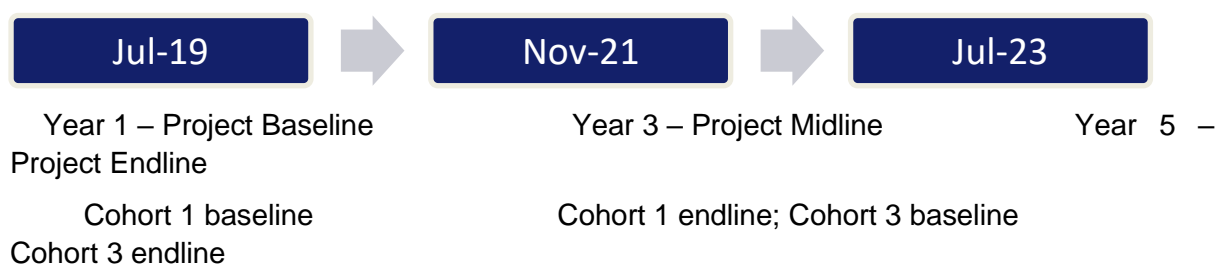 Jul-19 Nov-21 Jul-23
Year 1 – Project Baseline Year 3 – Project Midline Year 5 –
Project Endline
Cohort 1 baseline Cohort 1 endline; Cohort 3 baseline
Cohort 3 endline